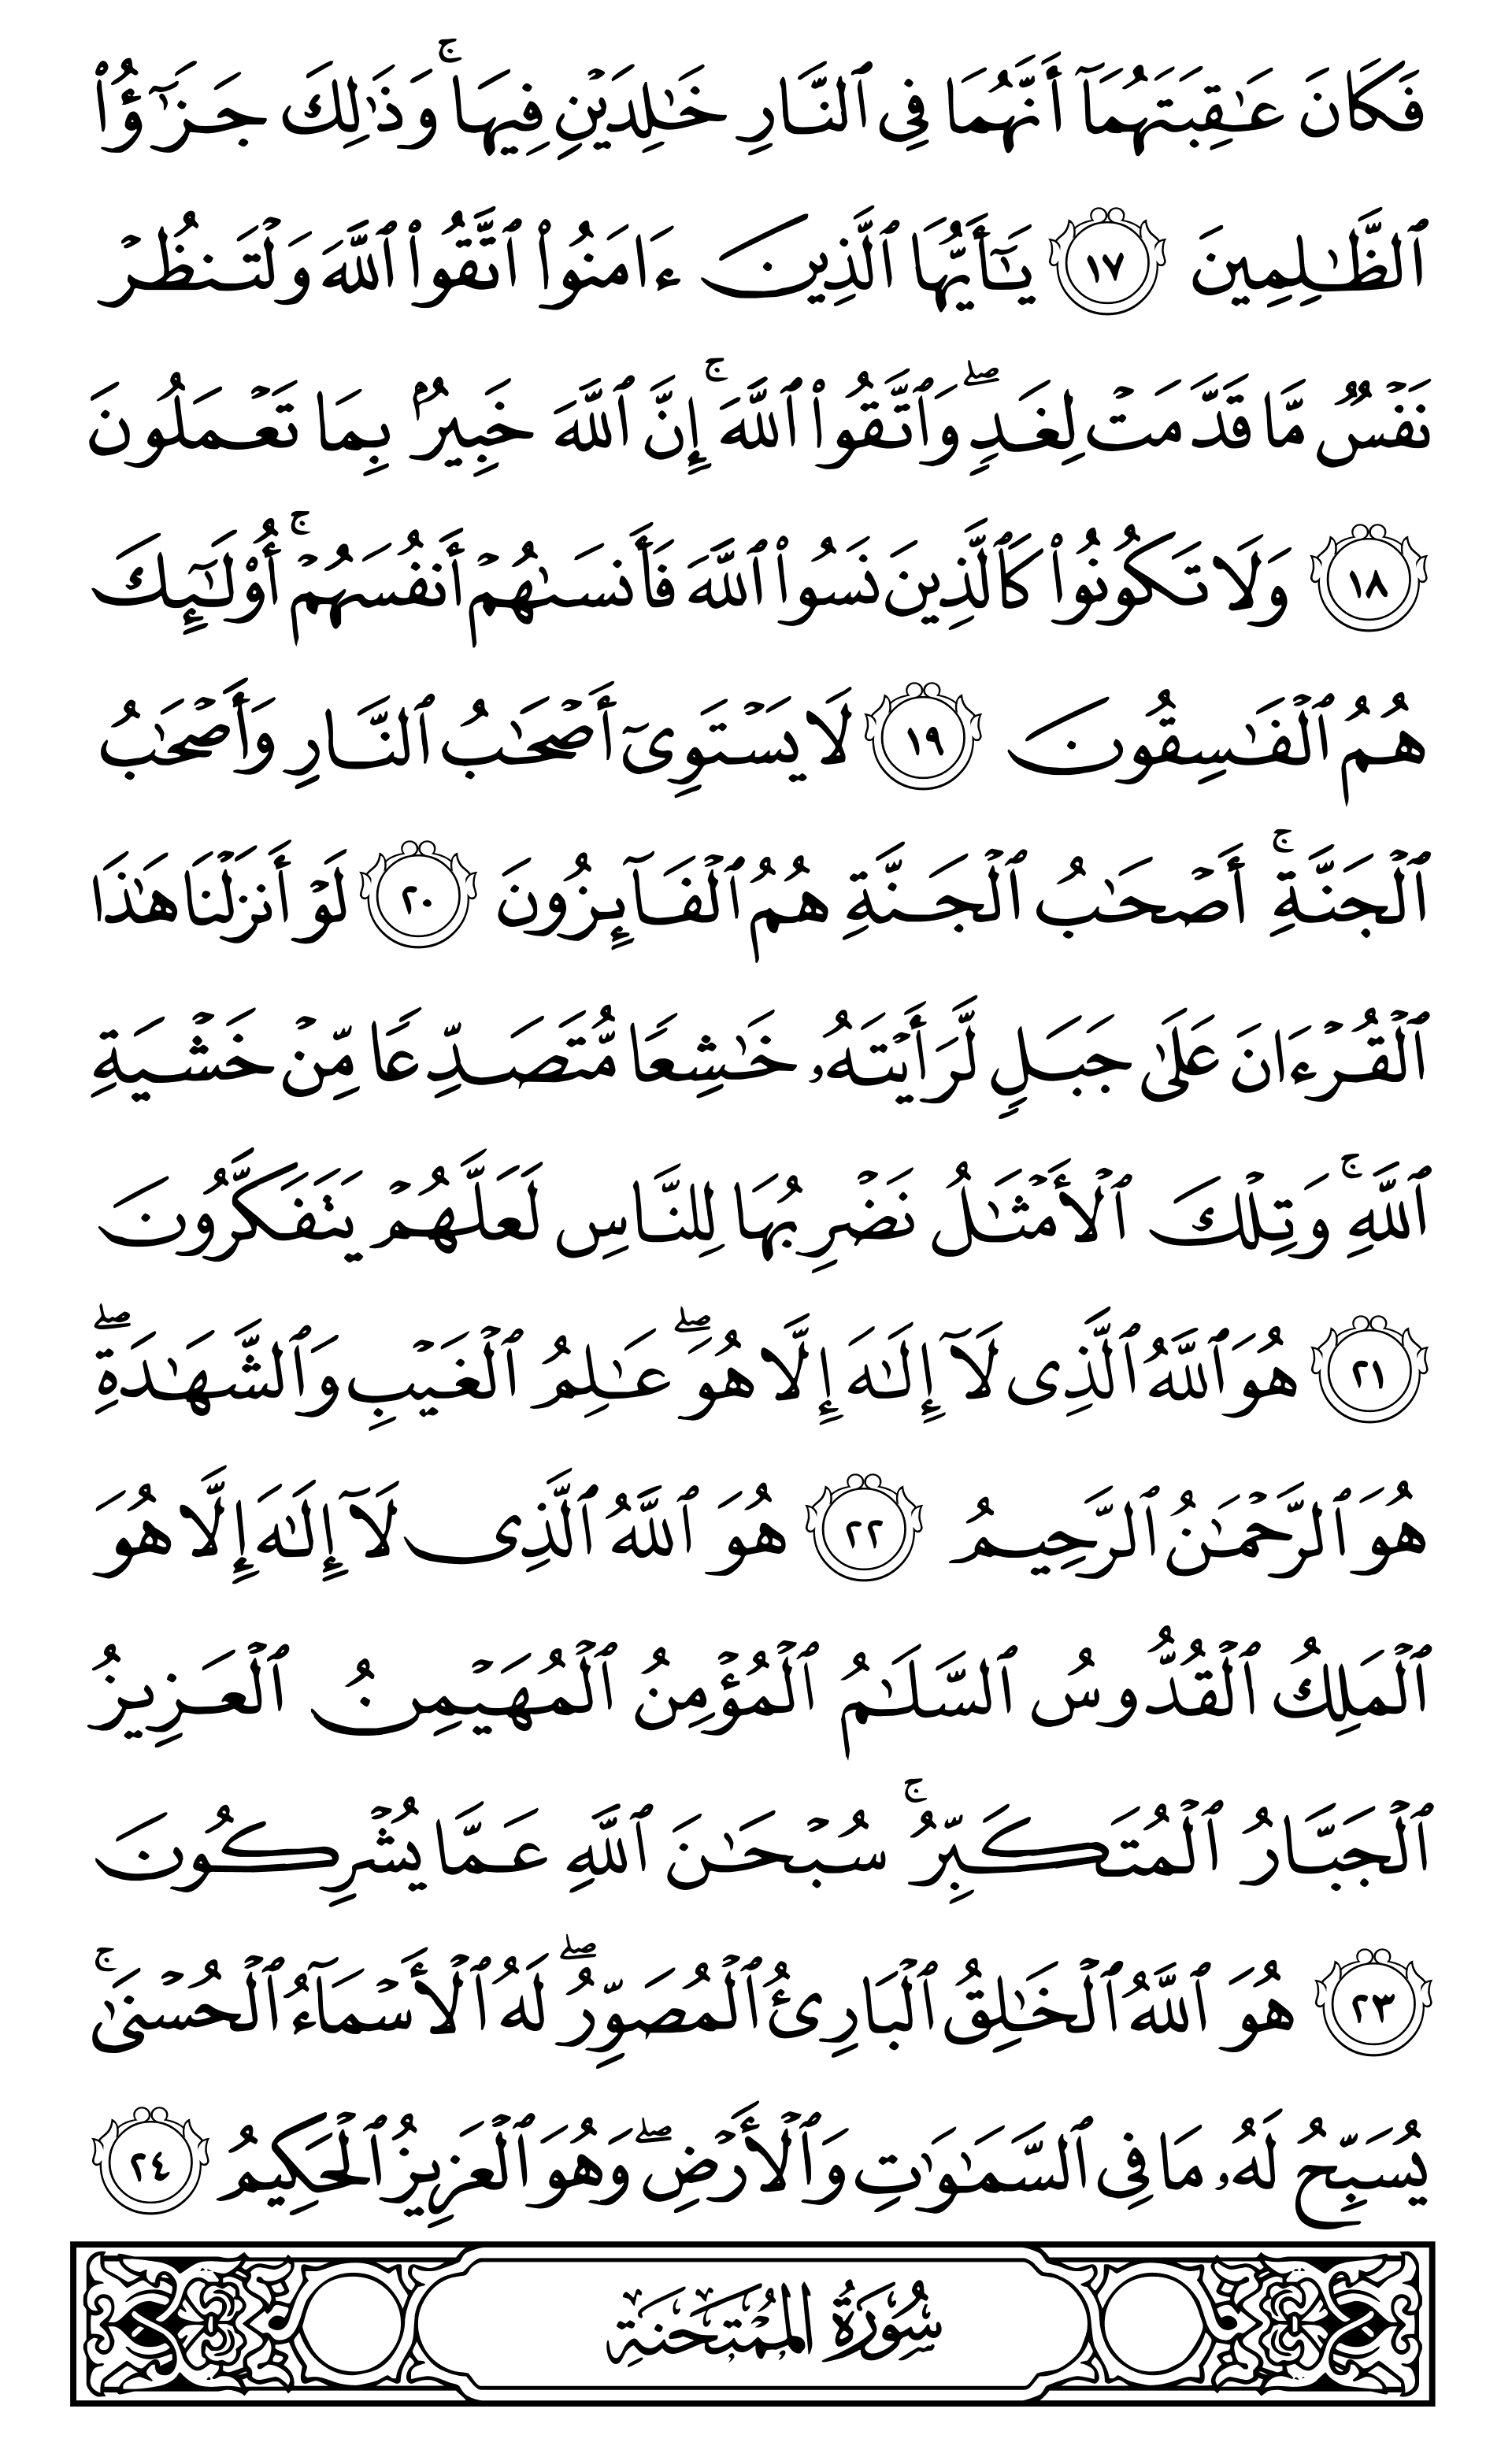 فَكَانَ عَٰقِبَتَهُمَآ أَنَّهُمَا فِى ٱلنَّارِ خَٰلِدَيْنِ فِيهَا ۚ وَذَٰلِكَ جَزَٰٓؤُا۟
ٱلظَّٰلِمِينَ ١٧ يَٰٓأَيُّهَا ٱلَّذِينَ ءَامَنُوا۟ ٱتَّقُوا۟ ٱللَّهَ وَلْتَنظُرْ
نَفْسٌ مَّا قَدَّمَتْ لِغَدٍ ۖ وَٱتَّقُوا۟ ٱللَّهَ ۚ إِنَّ ٱللَّهَ خَبِيرٌۢ بِمَا تَعْمَلُونَ
١٨ وَلَا تَكُونُوا۟ كَٱلَّذِينَ نَسُوا۟ ٱللَّهَ فَأَنسَىٰهُمْ أَنفُسَهُمْ ۚ أُو۟لَٰٓئِكَ
هُمُ ٱلْفَٰسِقُونَ ١٩ لَا يَسْتَوِىٓ أَصْحَٰبُ ٱلنَّارِ وَأَصْحَٰبُ
ٱلْجَنَّةِ ۚ أَصْحَٰبُ ٱلْجَنَّةِ هُمُ ٱلْفَآئِزُونَ ٢٠ لَوْ أَنزَلْنَا هَٰذَا
ٱلْقُرْءَانَ عَلَىٰ جَبَلٍ لَّرَأَيْتَهُۥ خَٰشِعًا مُّتَصَدِّعًا مِّنْ خَشْيَةِ
ٱللَّهِ ۚ وَتِلْكَ ٱلْأَمْثَٰلُ نَضْرِبُهَا لِلنَّاسِ لَعَلَّهُمْ يَتَفَكَّرُونَ
٢١ هُوَ ٱللَّهُ ٱلَّذِى لَآ إِلَٰهَ إِلَّا هُوَ ۖ عَٰلِمُ ٱلْغَيْبِ وَٱلشَّهَٰدَةِ ۖ
هُوَ ٱلرَّحْمَٰنُ ٱلرَّحِيمُ ٢٢ هُوَ ٱللَّهُ ٱلَّذِى لَآ إِلَٰهَ إِلَّا هُوَ
ٱلْمَلِكُ ٱلْقُدُّوسُ ٱلسَّلَٰمُ ٱلْمُؤْمِنُ ٱلْمُهَيْمِنُ ٱلْعَزِيزُ
ٱلْجَبَّارُ ٱلْمُتَكَبِّرُ ۚ سُبْحَٰنَ ٱللَّهِ عَمَّا يُشْرِكُونَ
٢٣ هُوَ ٱللَّهُ ٱلْخَٰلِقُ ٱلْبَارِئُ ٱلْمُصَوِّرُ ۖ لَهُ ٱلْأَسْمَآءُ ٱلْحُسْنَىٰ ۚ
يُسَبِّحُ لَهُۥ مَا فِى ٱلسَّمَٰوَٰتِ وَٱلْأَرْضِ ۖ وَهُوَ ٱلْعَزِيزُ ٱلْحَكِيمُ ٢٤
سُورَةُ المُمْتَحنَةِ